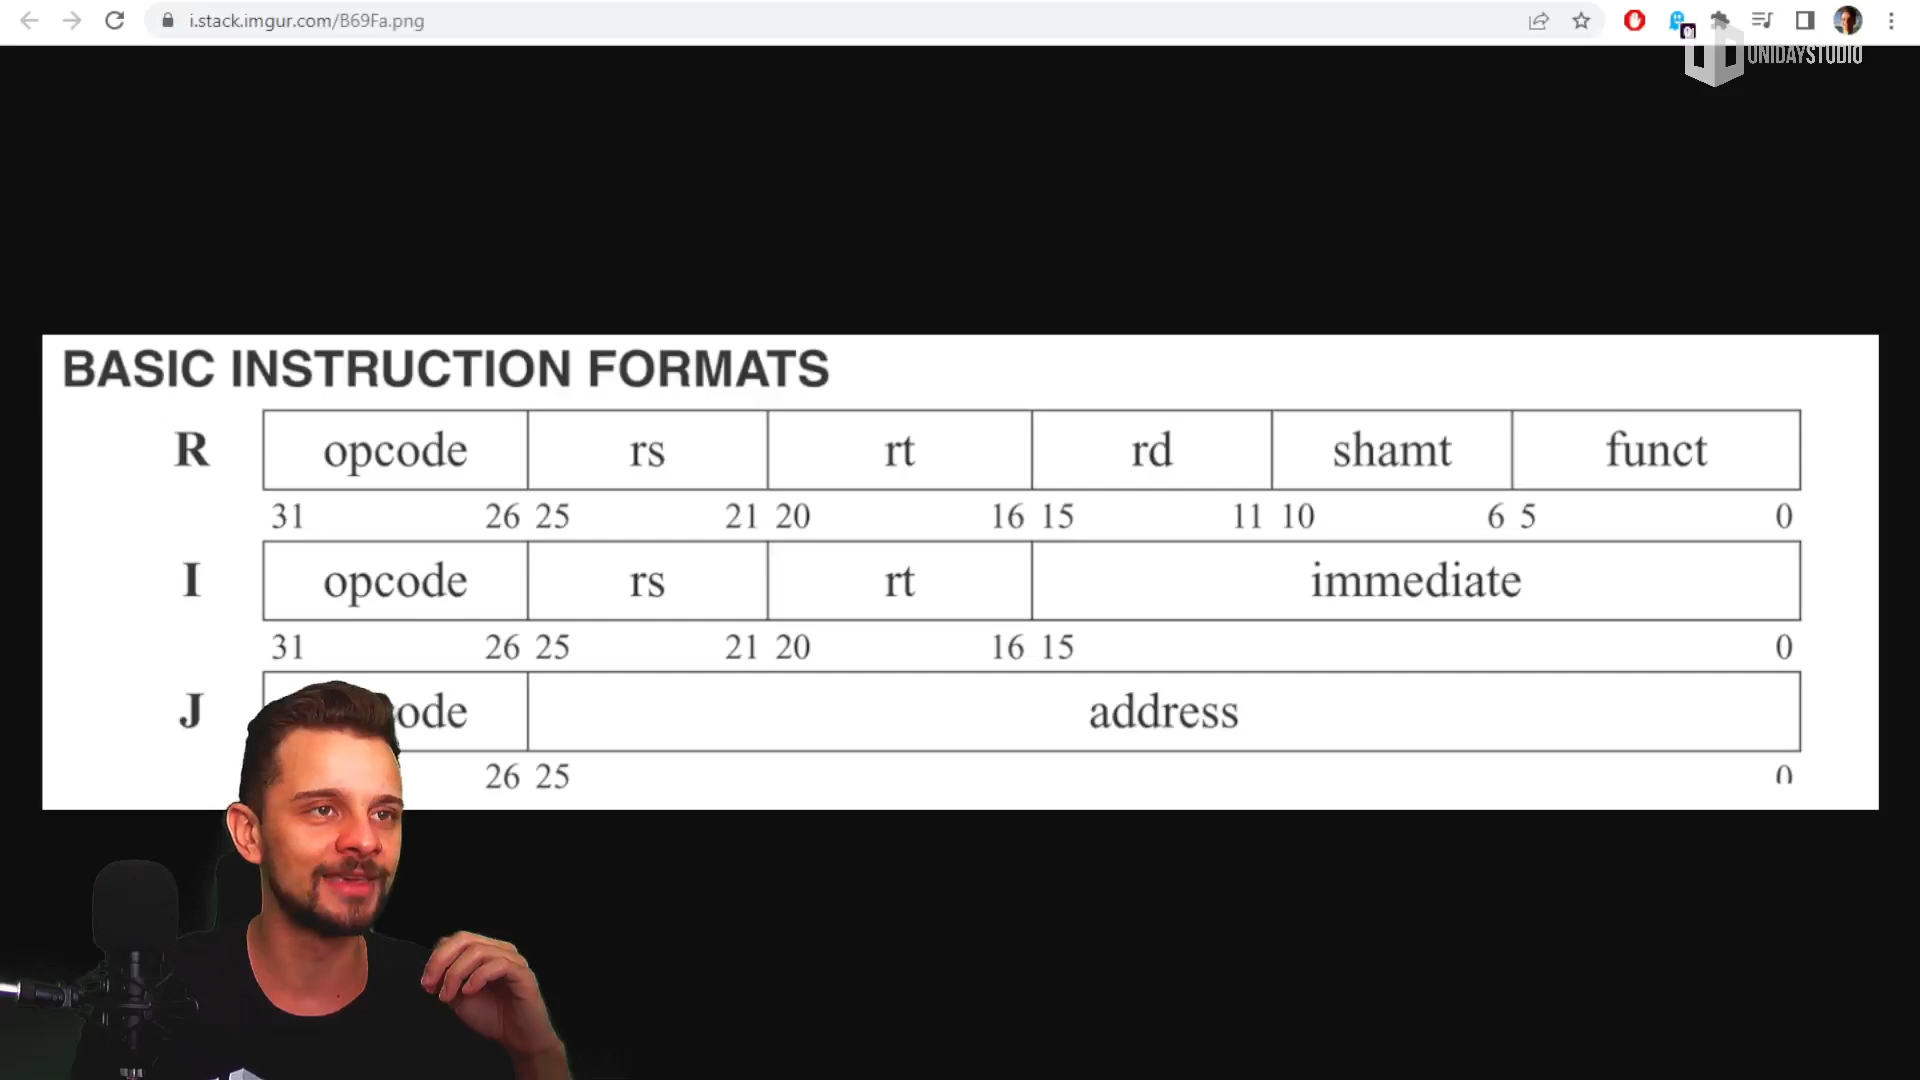 i.stack.imgur.com/B69Fa.png
UNIDAYSTUDIO
BASIC INSTRUCTION FORMATS
R opcode rs rt rd shamt funct
31 26 25 21 20 16 15 11 10 6 5 0
I opcode rs rt immediate
31 26 25 21 20 16 15 0
J ode address
26 25 0